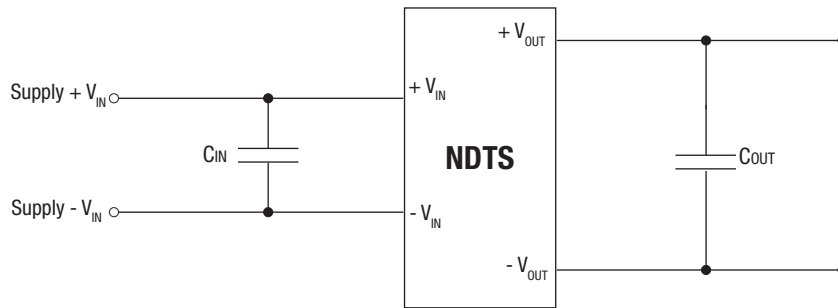 + VOUT
Supply + VIN
+ VIN
CIN
NDTS
COUT
Supply - VIN
- VIN
- VOUT